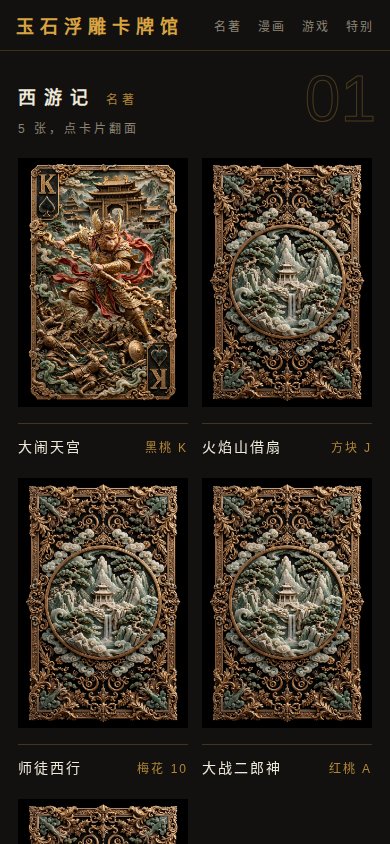 玉石浮雕卡牌馆
名著 漫画 游戏 特别
西游记 名著
01
5 张，点卡片翻面
K
K
大闹天宫 黑桃 K
火焰山借扇 方块 J
师徒西行 梅花 10
大战二郎神 红桃 A